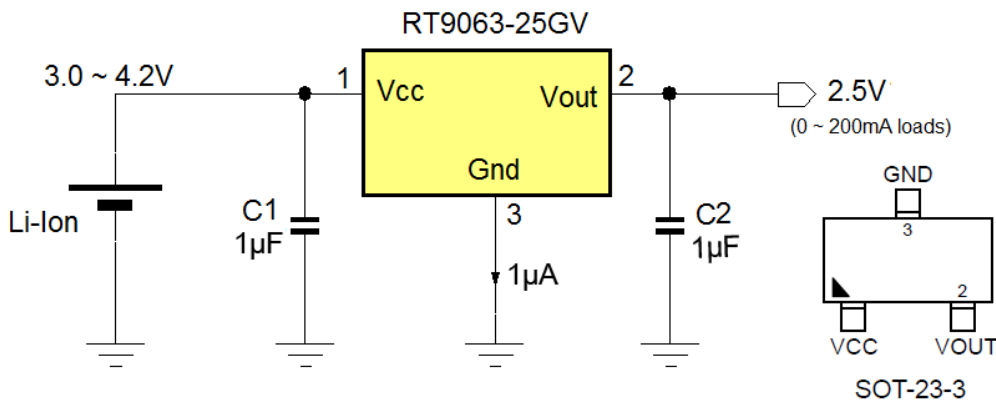 RT9063-25GV
3.0 ~ 4.2V
1
Vcc
Vout
2
2.5V
(0 ~ 200mA loads)
Gnd
3
Li-Ion
C1
1µF
1µA
C2
1µF
GND
3
2
VCC
VOUT
SOT-23-3